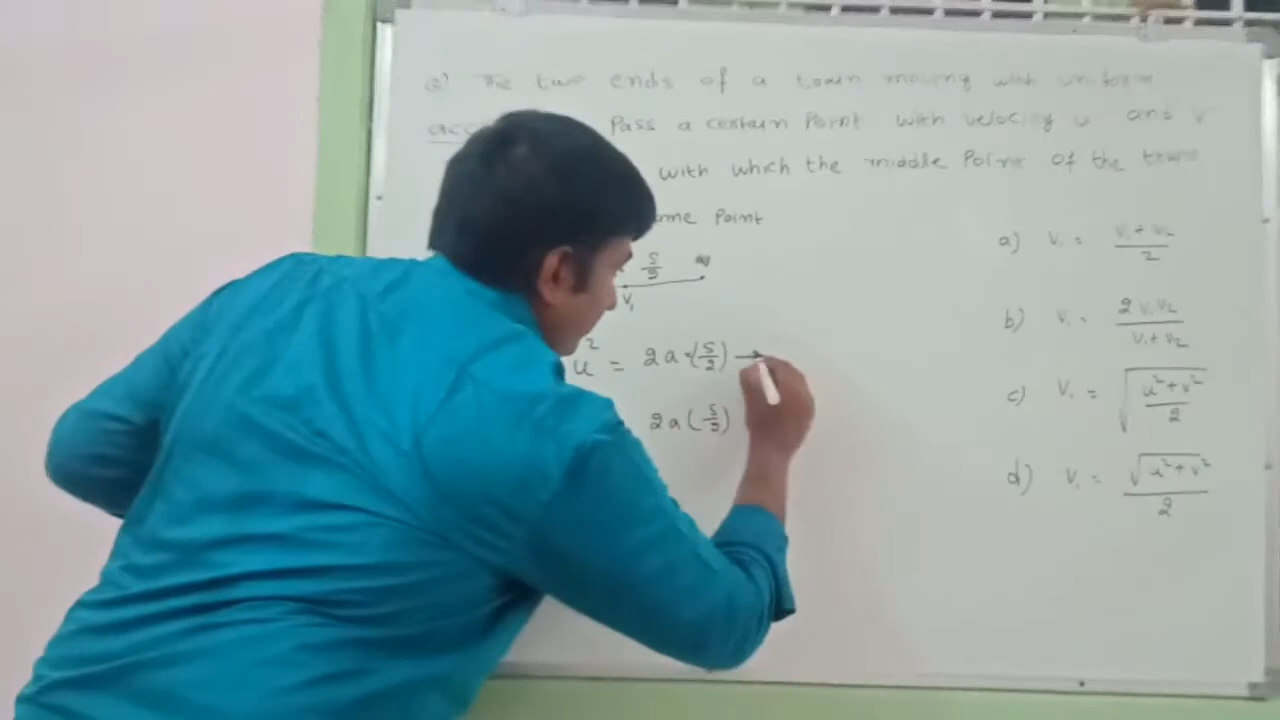 The two ends of a train moving with uniform
acc Pass a certain Point with velocity u and v
with which the middle Point of the train
Point
S/2
V₁
u² = 2a·(S/2) →
2a(S/2)
a) V₁ = (V₁ + V₂)/2
b) V₁ = 2V₁V₂/(V₁+V₂)
c) V₁ = √((u²+v²)/2)
d) V₁ = √(u²+v²)/2